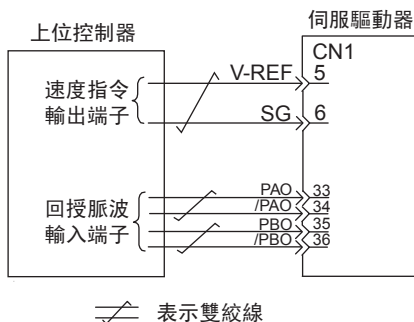 上位控制器
伺服驅動器
CN1
速度指令
輸出端子
V-REF 5
SG 6
回授脈波
輸入端子
PAO 33
/PAO 34
PBO 35
/PBO 36
表示雙絞線